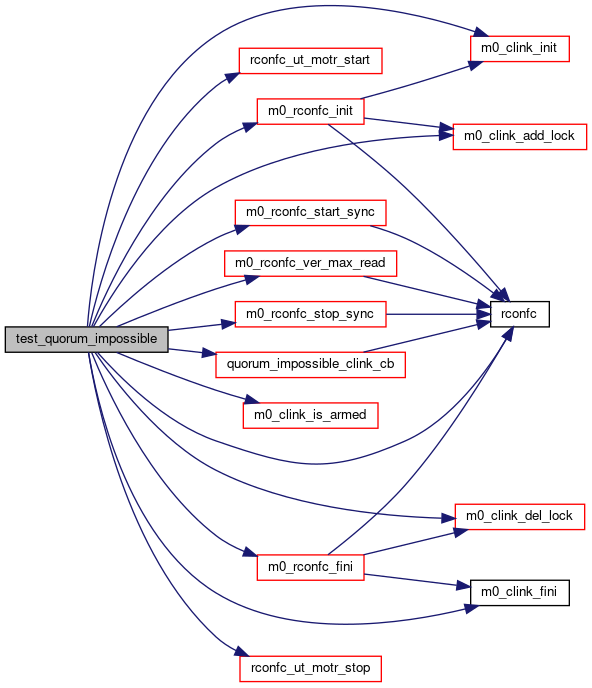 m0_clink_init
rconfc_ut_motr_start
m0_rconfc_init
m0_clink_add_lock
m0_rconfc_start_sync
m0_rconfc_ver_max_read
m0_rconfc_stop_sync
rconfc
test_quorum_impossible
quorum_impossible_clink_cb
m0_clink_is_armed
m0_clink_del_lock
m0_rconfc_fini
m0_clink_fini
rconfc_ut_motr_stop